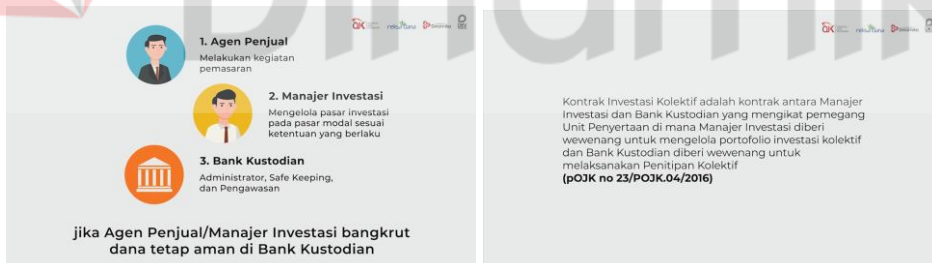 1. Agen Penjual
Melakukan kegiatan
pemasaran
2. Manajer Investasi
Mengelola pasar investasi
pada pasar modal sesuai
ketentuan yang berlaku
3. Bank Kustodian
Administrator, Safe Keeping,
dan Pengawasan
jika Agen Penjual/Manajer Investasi bangkrut
dana tetap aman di Bank Kustodian
Kontrak Investasi Kolektif adalah kontrak antara Manajer
Investasi dan Bank Kustodian yang mengikat pemegang
Unit Penyertaan di mana Manajer Investasi diberi
wewenang untuk mengelola portofolio investasi kolektif
dan Bank Kustodian diberi wewenang untuk
melaksanakan Penitipan Kolektif
(pOJK no 23/POJK.04/2016)